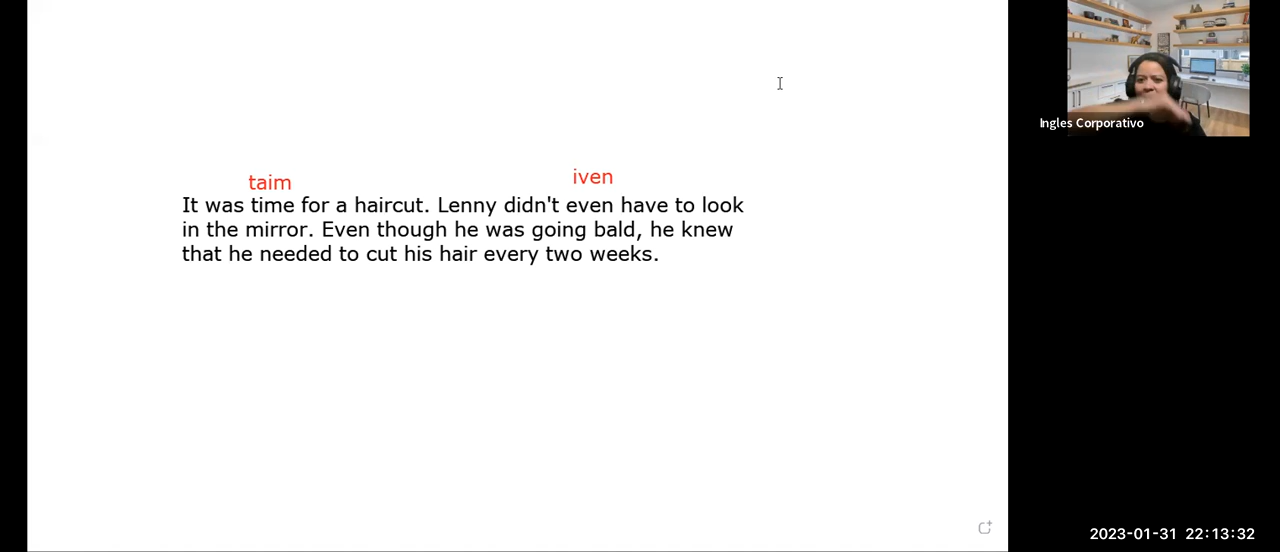 taim
iven
It was time for a haircut. Lenny didn't even have to look
in the mirror. Even though he was going bald, he knew
that he needed to cut his hair every two weeks.
Ingles Corporativo
2023-01-31 22:13:32